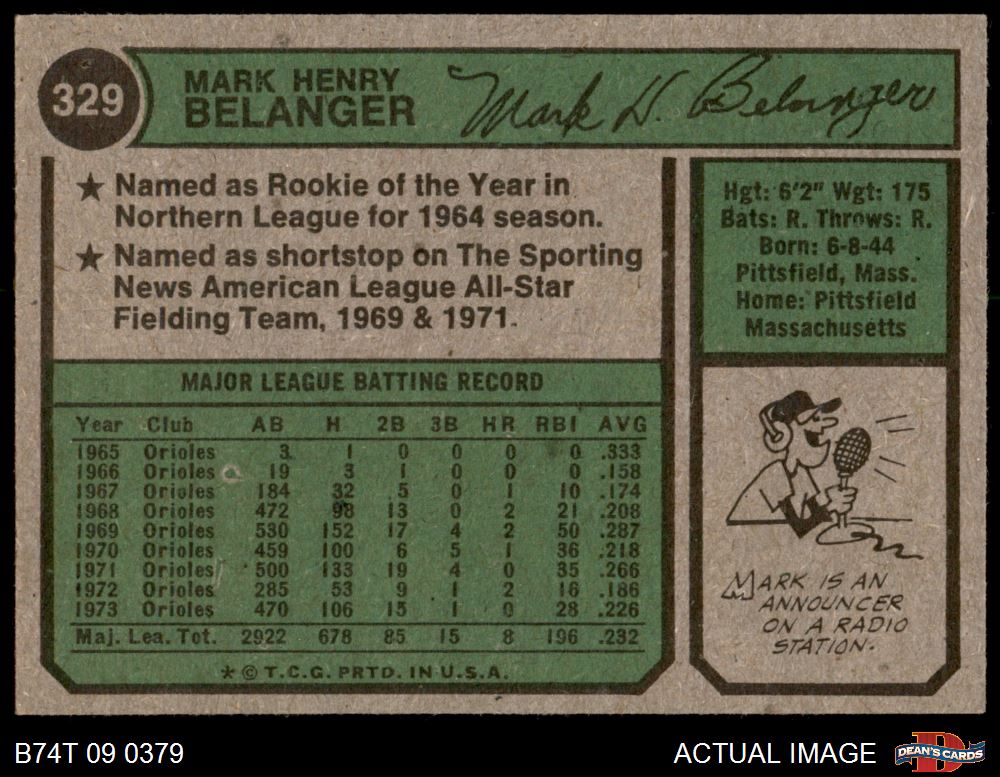 329
MARK HENRY
BELANGER
Mark H. Belanger
★ Named as Rookie of the Year in
Northern League for 1964 season.
★ Named as shortstop on The Sporting
News American League All-Star
Fielding Team, 1969 & 1971.
Hgt: 6'2" Wgt: 175
Bats: R. Throws: R.
Born: 6-8-44
Pittsfield, Mass.
Home: Pittsfield
Massachusetts
MAJOR LEAGUE BATTING RECORD
Year Club AB H 2B 3B HR RBI AVG
1965 Orioles 3 1 0 0 0 0 .333
1966 Orioles 19 3 1 0 0 0 .158
1967 Orioles 184 32 5 0 1 10 .174
1968 Orioles 472 98 13 0 2 21 .208
1969 Orioles 530 152 17 4 2 50 .287
1970 Orioles 459 100 6 5 1 36 .218
1971 Orioles 500 133 19 4 0 35 .266
1972 Orioles 285 53 9 1 2 16 .186
1973 Orioles 470 106 15 1 0 28 .226
Maj. Lea. Tot. 2922 678 85 15 8 196 .232
* © T.C.G. PRTD. IN U.S.A.
MARK IS AN
ANNOUNCER
ON A RADIO
STATION.
B74T 09 0379
ACTUAL IMAGE
DEAN'S CARDS